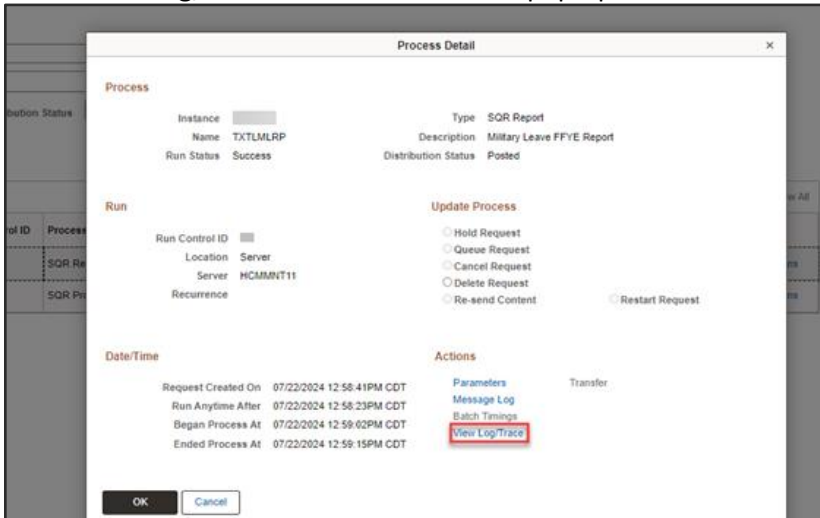 Process Detail
×
Process
Instance
Type SQR Report
Name TXTLMLRP
Description Military Leave FFYE Report
Run Status Success
Distribution Status Posted
bution Status
Run
Update Process
Run Control ID
Location Server
Server HCMMNT11
Recurrence
Hold Request
Queue Request
Cancel Request
Delete Request
Re-send Content
Restart Request
ol ID Process
SQR Re
SQR Pr
w All
Date/Time
Actions
Request Created On 07/22/2024 12:58:41PM CDT
Run Anytime After 07/22/2024 12:58:23PM CDT
Began Process At 07/22/2024 12:59:02PM CDT
Ended Process At 07/22/2024 12:59:15PM CDT
Parameters
Transfer
Message Log
Batch Timings
View Log/Trace
OK
Cancel